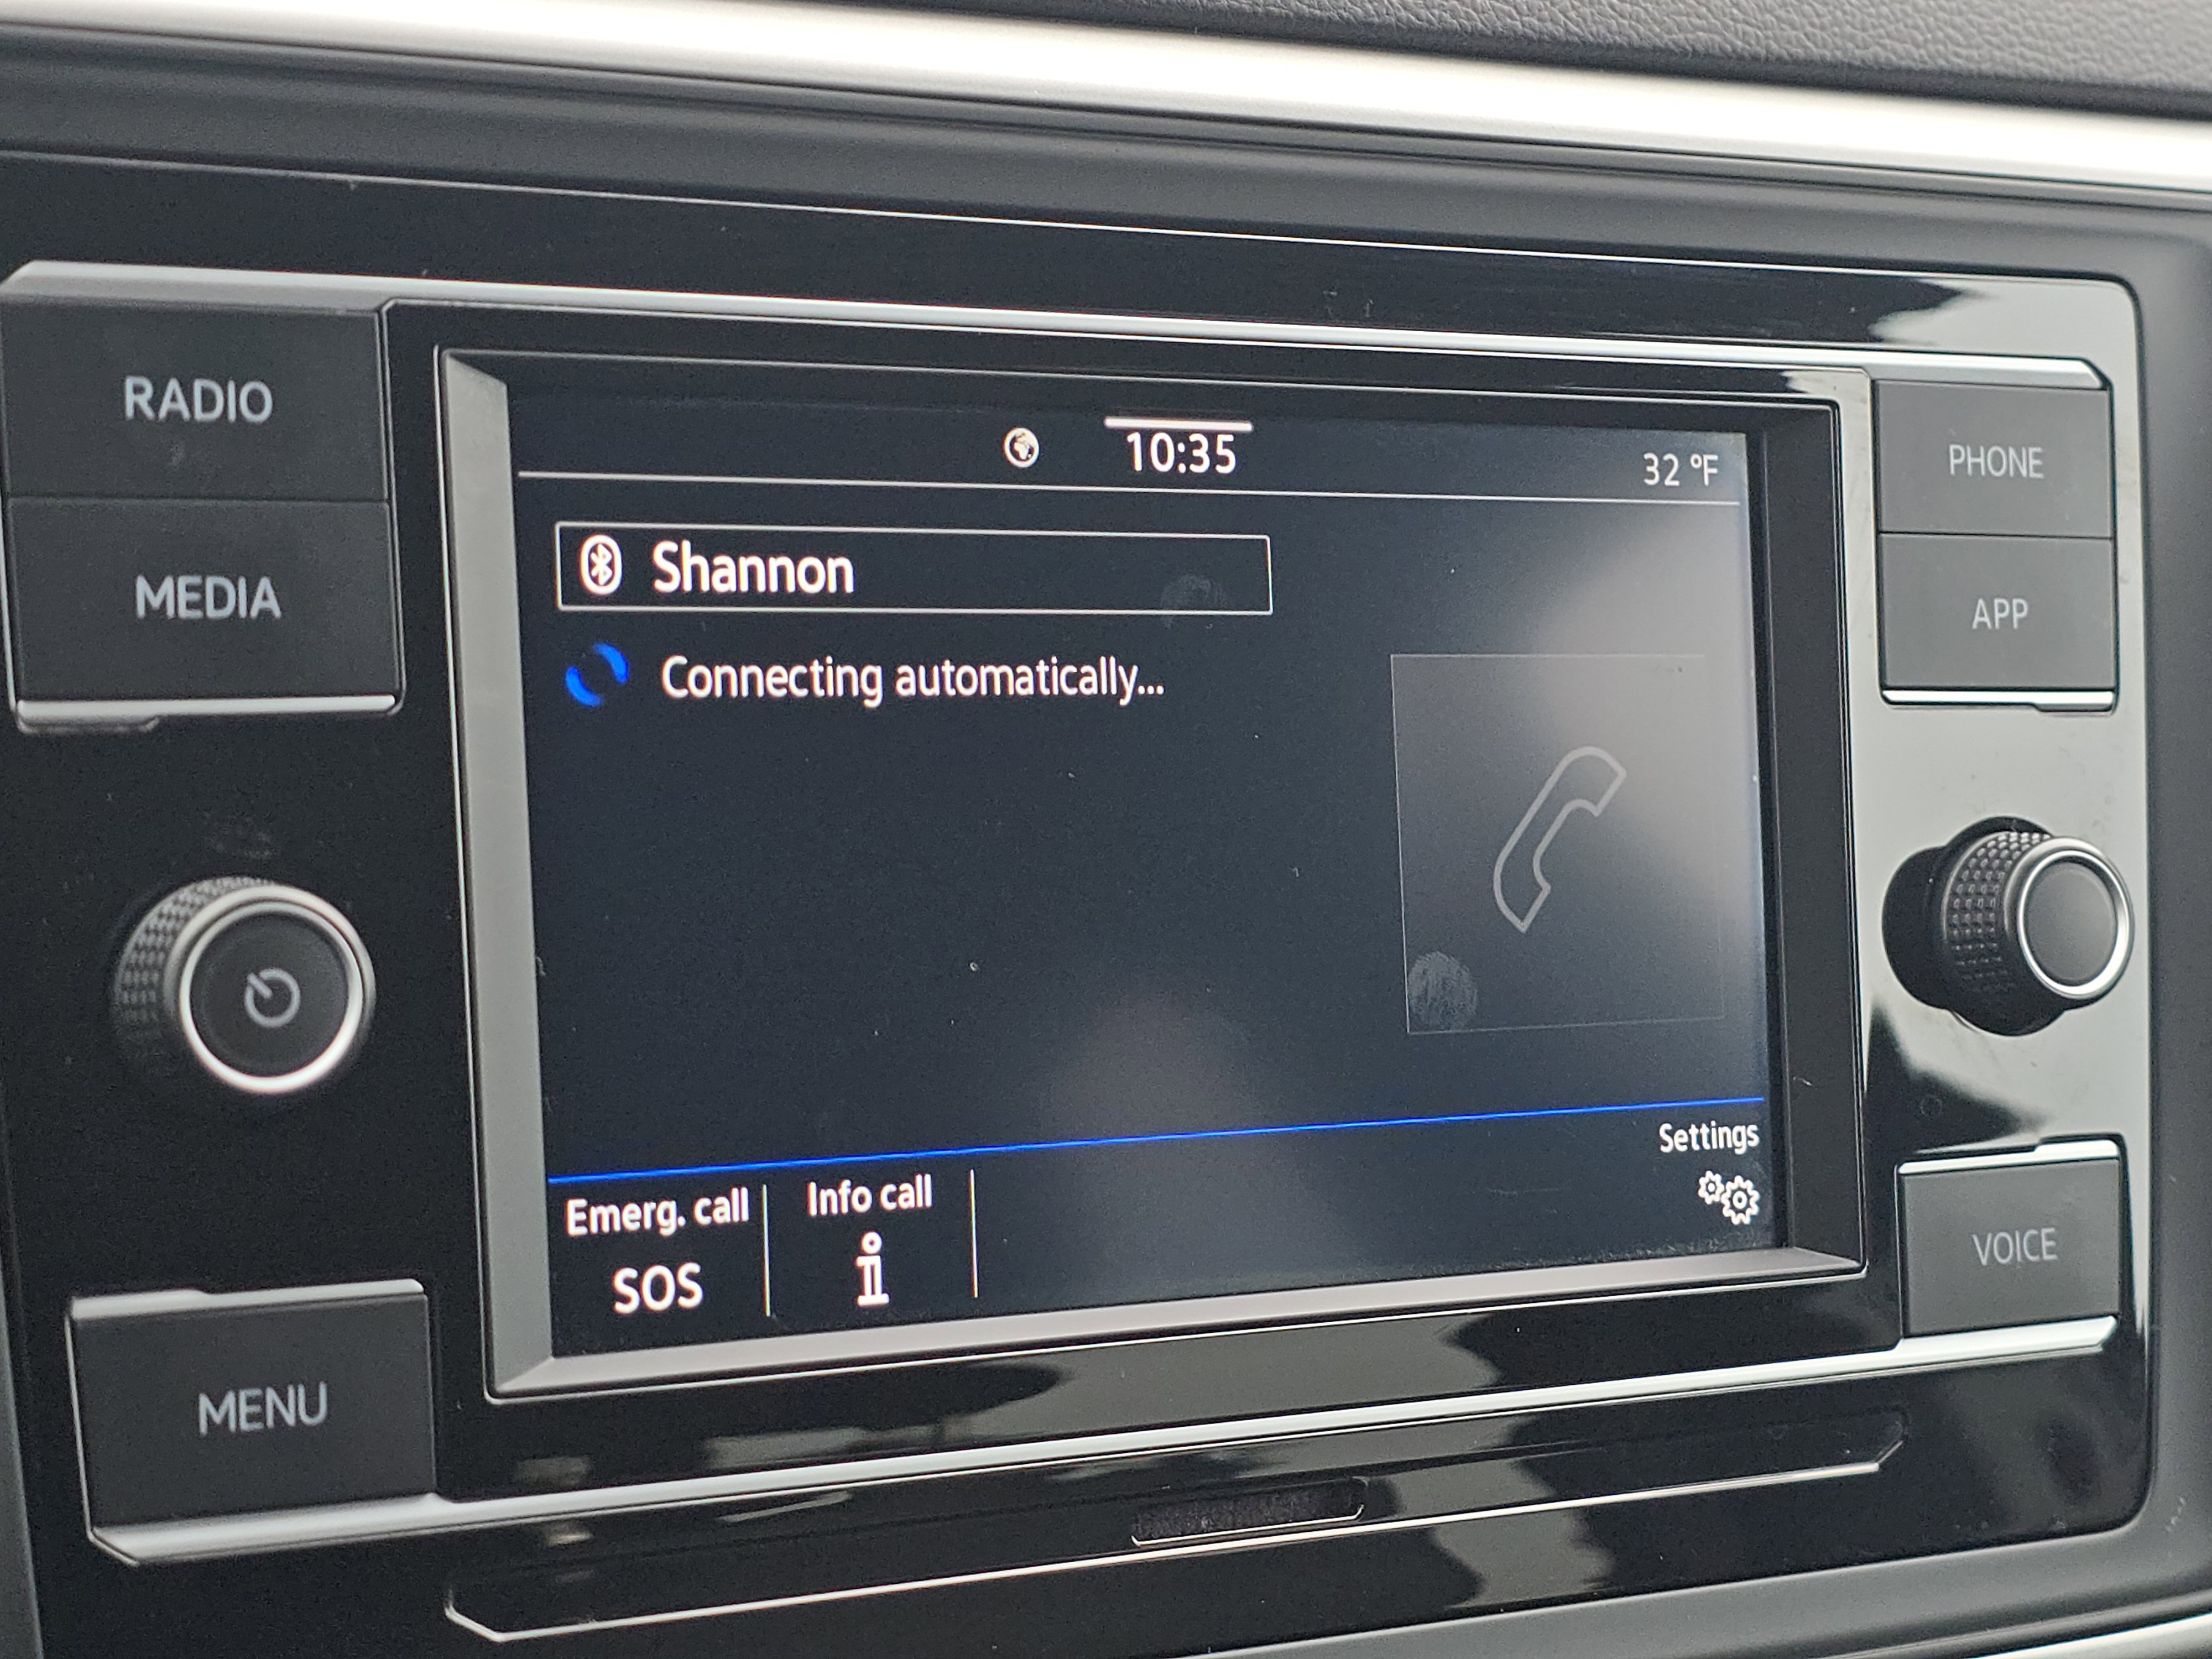 RADIO
MEDIA
MENU
10:35
32 °F
Shannon
Connecting automatically...
Settings
Emerg. call
SOS
Info call
i
PHONE
APP
VOICE